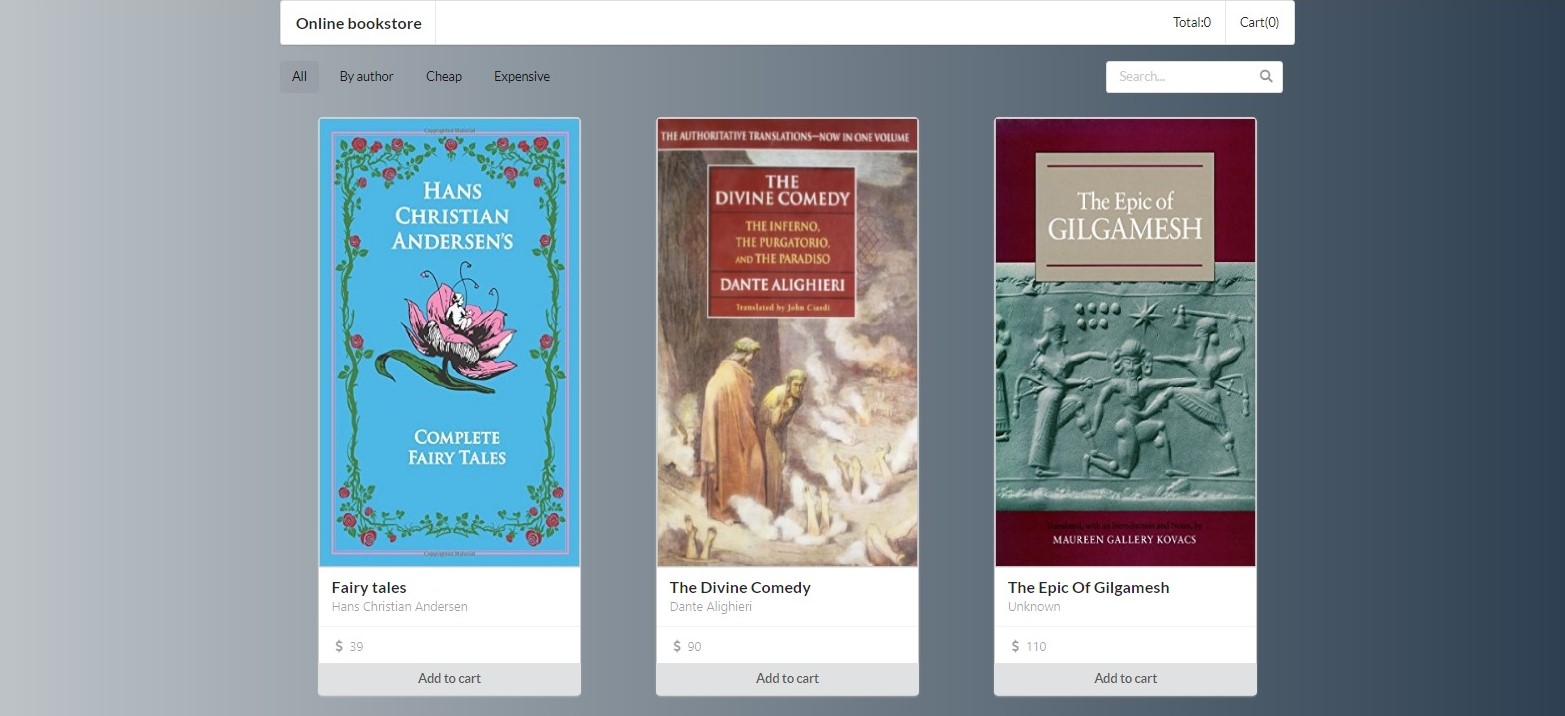 Online bookstore
Total:0
Cart(0)
All
By author
Cheap
Expensive
Search...
Copyrighted Material
HANS
CHRISTIAN
ANDERSEN'S
COMPLETE
FAIRY TALES
Copyrighted Material
Fairy tales
Hans Christian Andersen
$ 39
Add to cart
THE AUTHORITATIVE TRANSLATIONS—NOW IN ONE VOLUME
THE
DIVINE COMEDY
THE INFERNO,
THE PURGATORIO,
AND THE PARADISO
DANTE ALIGHIERI
Translated by John Ciardi
The Divine Comedy
Dante Alighieri
$ 90
Add to cart
The Epic of
GILGAMESH
Translated, with an Introduction and Notes, by
MAUREEN GALLERY KOVACS
The Epic Of Gilgamesh
Unknown
$ 110
Add to cart